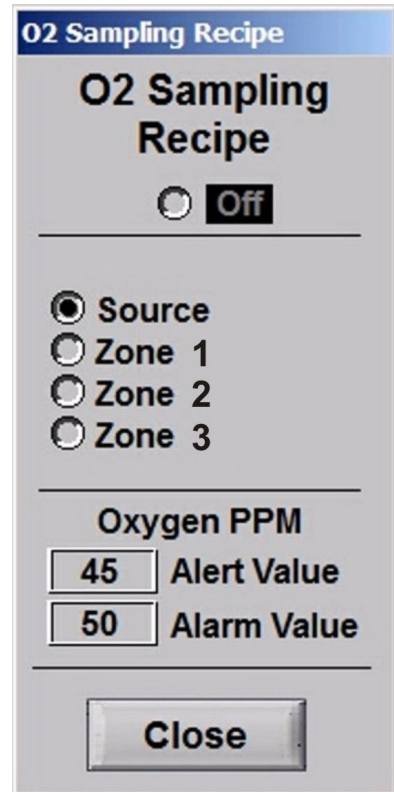 O2 Sampling Recipe
O2 Sampling
Recipe
Off
Source
Zone 1
Zone 2
Zone 3
Oxygen PPM
45 Alert Value
50 Alarm Value
Close